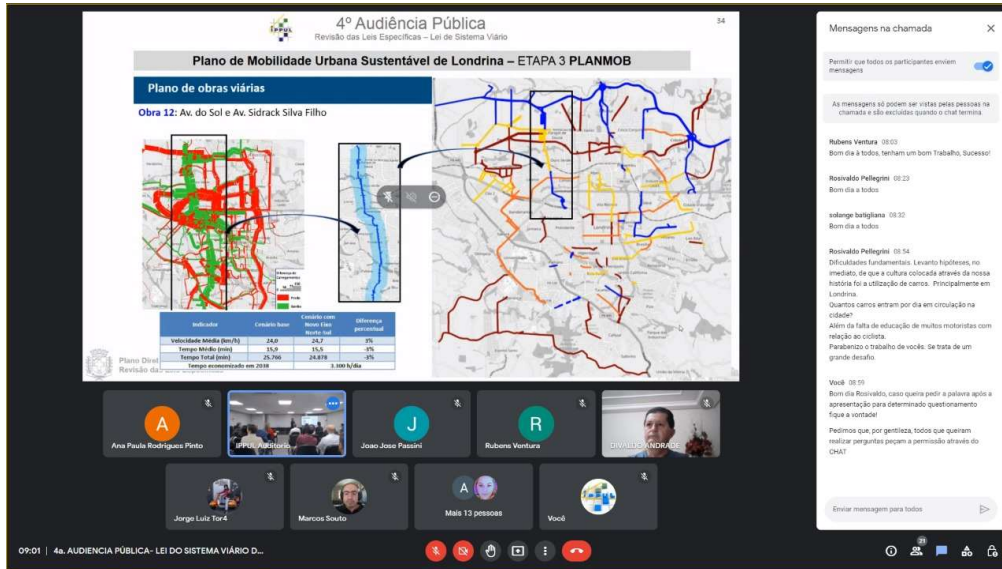 IPPUL
4º Audiência Pública
Revisão das Leis Específicas – Lei de Sistema Viário
34
Plano de Mobilidade Urbana Sustentável de Londrina – ETAPA 3 PLANMOB
Plano de obras viárias
Obra 12: Av. do Sol e Av. Sidrack Silva Filho
Indicador
Cenário base
Cenário com Novo Eixo Norte-Sul
Diferença percentual
Velocidade Média (km/h) 24,0 24,7 3%
Tempo Médio (min) 15,9 15,5 -3%
Tempo Total (min) 25.766 24.878 -3%
Tempo economizado em 2038 3.300 h/dia
Plano Diret
Revisão das
A
Ana Paula Rodrigues Pinto
IPPUL Auditorio
J
Joao Jose Passini
R
Rubens Ventura
DIVALDO ANDRADE
Jorge Luiz Tor4
Marcos Souto
A
Mais 13 pessoas
Você
09:01 | 4a. AUDIENCIA PÚBLICA- LEI DO SISTEMA VIÁRIO D...
21
Mensagens na chamada
Permitir que todos os participantes enviem
mensagens
As mensagens só podem ser vistas pelas pessoas na
chamada e são excluídas quando o chat termina.
Rubens Ventura 08:03
Bom dia à todos, tenham um bom Trabalho, Sucesso!
Rosivaldo Pellegrini 08:23
Bom dia a todos
solange batigliana 08:32
Bom dia a todos
Rosivaldo Pellegrini 08:54
Dificuldades fundamentais. Levanto hipóteses, no
imediato, de que a cultura colocada através da nossa
história foi a utilização de carros. Principalmente em
Londrina.
Quantos carros entram por dia em circulação na
cidade?
Além da falta de educação de muitos motoristas com
relação ao ciclista.
Parabenizo o trabalho de vocês. Se trata de um
grande desafio.
Você 08:59
Bom dia Rosivaldo, caso queira pedir a palavra após a
apresentação para determinado questionamento
fique a vontade!
Pedimos que, por gentileza, todos que queiram
realizar perguntas peçam a permissão através do
CHAT
Enviar mensagem para todos